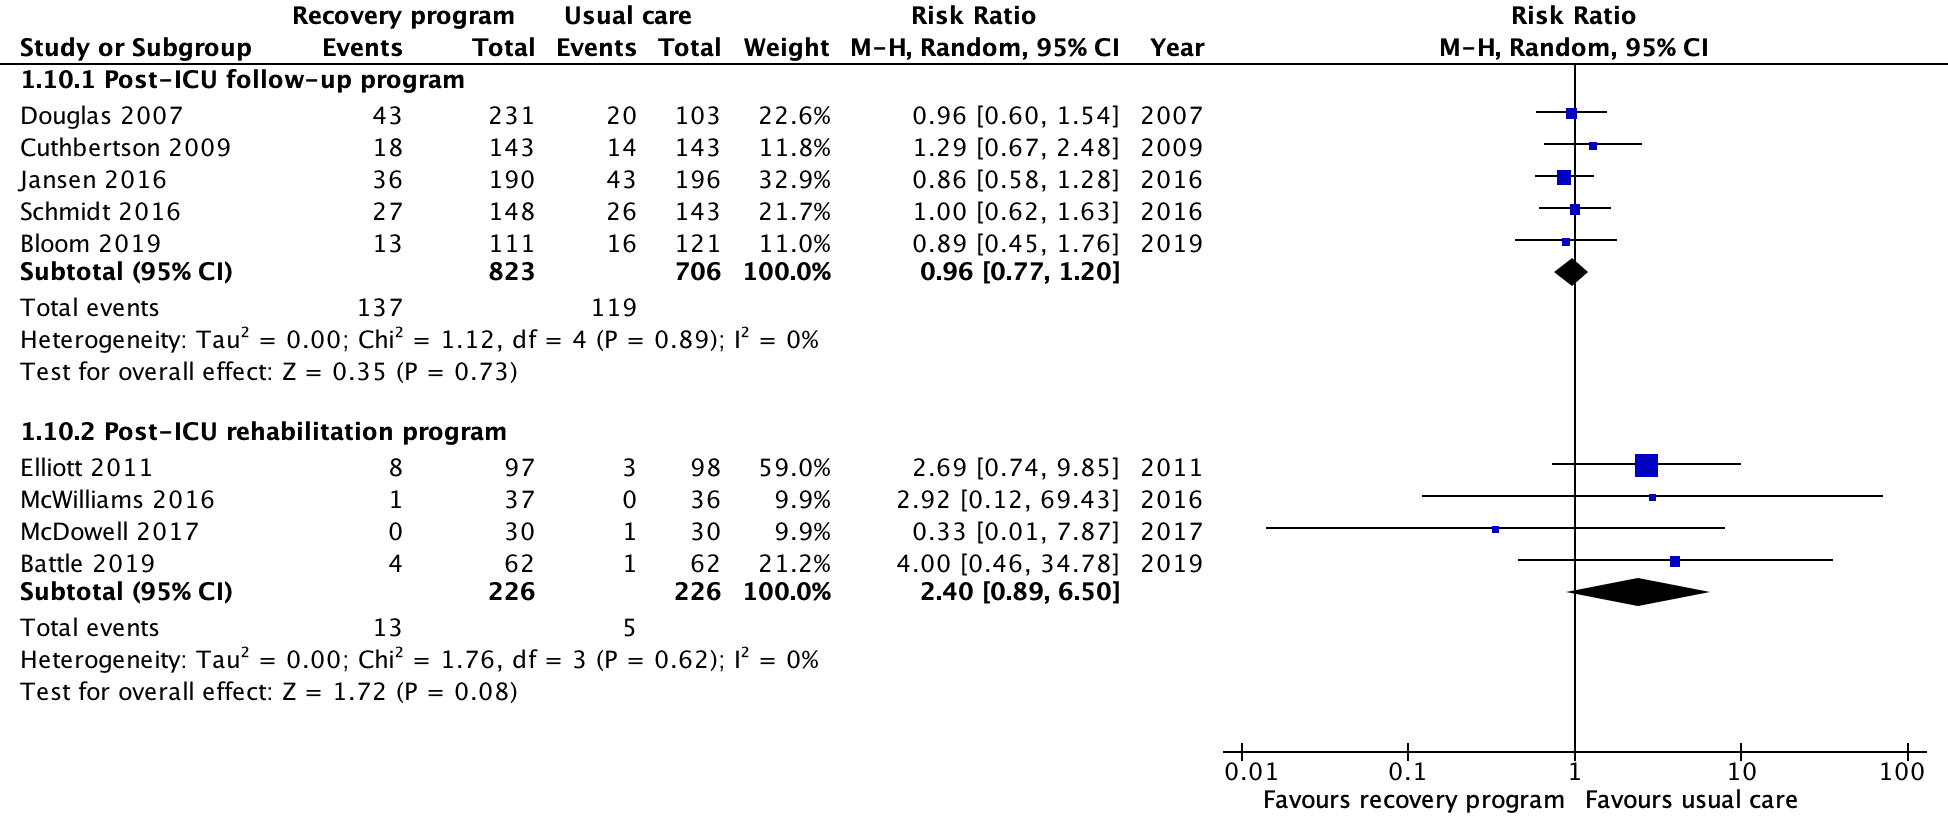 Recovery program Usual care Risk Ratio Risk Ratio
Study or Subgroup Events Total Events Total Weight M-H, Random, 95% CI Year M-H, Random, 95% CI
1.10.1 Post-ICU follow-up program
Douglas 2007 43 231 20 103 22.6% 0.96 [0.60, 1.54] 2007
Cuthbertson 2009 18 143 14 143 11.8% 1.29 [0.67, 2.48] 2009
Jansen 2016 36 190 43 196 32.9% 0.86 [0.58, 1.28] 2016
Schmidt 2016 27 148 26 143 21.7% 1.00 [0.62, 1.63] 2016
Bloom 2019 13 111 16 121 11.0% 0.89 [0.45, 1.76] 2019
Subtotal (95% CI) 823 706 100.0% 0.96 [0.77, 1.20]
Total events 137 119
Heterogeneity: Tau² = 0.00; Chi² = 1.12, df = 4 (P = 0.89); I² = 0%
Test for overall effect: Z = 0.35 (P = 0.73)
1.10.2 Post-ICU rehabilitation program
Elliott 2011 8 97 3 98 59.0% 2.69 [0.74, 9.85] 2011
McWilliams 2016 1 37 0 36 9.9% 2.92 [0.12, 69.43] 2016
McDowell 2017 0 30 1 30 9.9% 0.33 [0.01, 7.87] 2017
Battle 2019 4 62 1 62 21.2% 4.00 [0.46, 34.78] 2019
Subtotal (95% CI) 226 226 100.0% 2.40 [0.89, 6.50]
Total events 13 5
Heterogeneity: Tau² = 0.00; Chi² = 1.76, df = 3 (P = 0.62); I² = 0%
Test for overall effect: Z = 1.72 (P = 0.08)
0.01 0.1 1 10 100
Favours recovery program Favours usual care